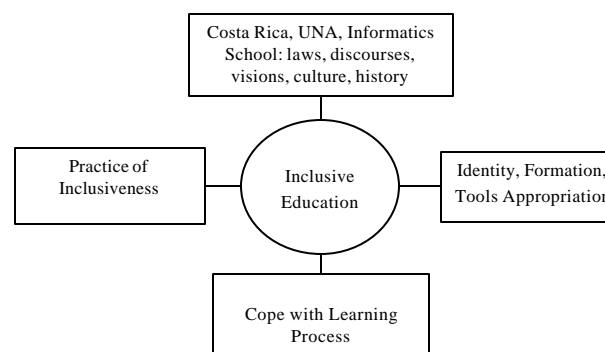 Costa Rica, UNA, Informatics
School: laws, discourses,
visions, culture, history
Practice of
Inclusiveness
Inclusive
Education
Identity, Formation,
Tools Appropriation
Cope with Learning
Process